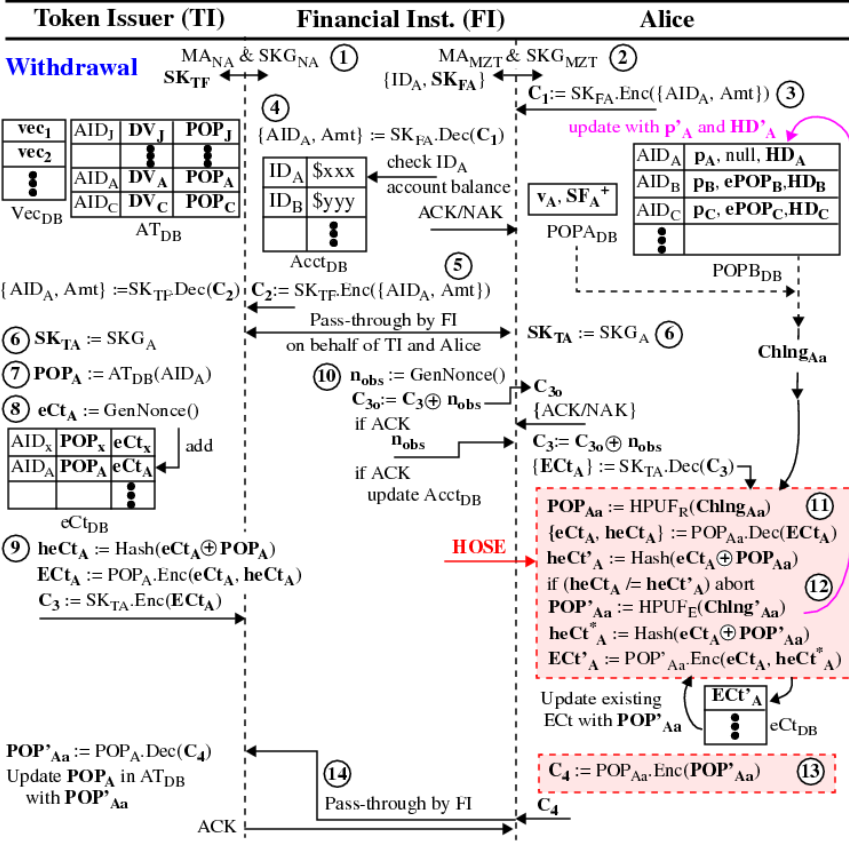 Token Issuer (TI) Financial Inst. (FI) Alice
Withdrawal
MA_NA & SKG_NA ①
SK_TF
MA_MZT & SKG_MZT ②
{ID_A, SK_FA}
C_1:= SK_FA.Enc({AID_A, Amt}) ③
update with p'_A and HD'_A
④
{AID_A, Amt} := SK_FA.Dec(C_1)
vec_1
vec_2
Vec_DB
AID_J DV_J POP_J
AID_A DV_A POP_A
AID_C DV_C POP_C
AT_DB
ID_A $xxx
ID_B $yyy
Acct_DB
check ID_A
account balance
ACK/NAK
v_A, SF_A^+
POPA_DB
AID_A p_A, null, HD_A
AID_B p_B, ePOP_B,HD_B
AID_C p_C, ePOP_C,HD_C
POPB_DB
⑤
{AID_A, Amt} :=SK_TF.Dec(C_2) C_2:= SK_TF.Enc({AID_A, Amt})
Pass-through by FI
on behalf of TI and Alice
⑥ SK_TA := SKG_A
SK_TA := SKG_A ⑥
Chlng_Aa
⑦ POP_A := AT_DB(AID_A)
⑧ eCt_A := GenNonce()
add
AID_x POP_x eCt_x
AID_A POP_A eCt_A
eCt_DB
⑩ n_obs := GenNonce()
C_3o := C_3⊕ n_obs
C_3o
if ACK
{ACK/NAK}
n_obs
C_3:= C_3o⊕ n_obs
if ACK
update Acct_DB
{ECt_A} := SK_TA.Dec(C_3)
⑨ heCt_A := Hash(eCt_A⊕ POP_A)
ECt_A := POP_A.Enc(eCt_A, heCt_A)
C_3 := SK_TA.Enc(ECt_A)
HOSE
POP_Aa := HPUF_R(Chlng_Aa) ⑪
{eCt_A, heCt_A} := POP_Aa.Dec(ECt_A)
heCt'_A := Hash(eCt_A⊕ POP_Aa)
if (heCt_A /= heCt'_A) abort ⑫
POP'_Aa := HPUF_E(Chlng'_Aa)
heCt^*_A := Hash(eCt_A⊕ POP'_Aa)
ECt'_A := POP'_Aa.Enc(eCt_A, heCt^*_A)
Update existing
ECt with POP'_Aa
ECt'_A
eCt_DB
C_4 := POP_Aa.Enc(POP'_Aa) ⑬
POP'_Aa := POP_A.Dec(C_4)
Update POP_A in AT_DB
with POP'_Aa
⑭
Pass-through by FI
C_4
ACK